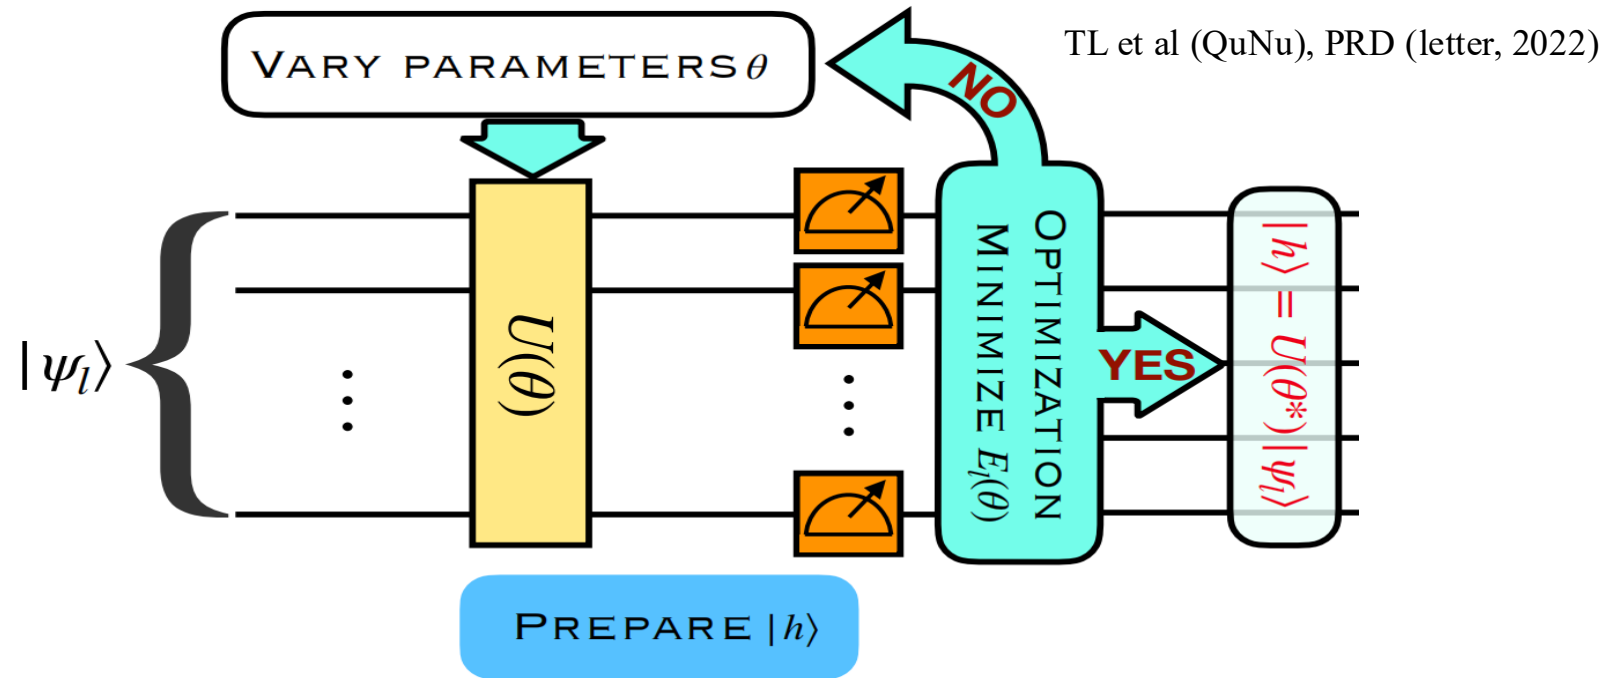 VARY PARAMETERS θ
TL et al (QuNu), PRD (letter, 2022)
NO
|ψ_l⟩
U(θ)
OPTIMIZATION
MINIMIZE E_l(θ)
YES
|h⟩ = U(θ*)|ψ_l⟩
PREPARE |h⟩